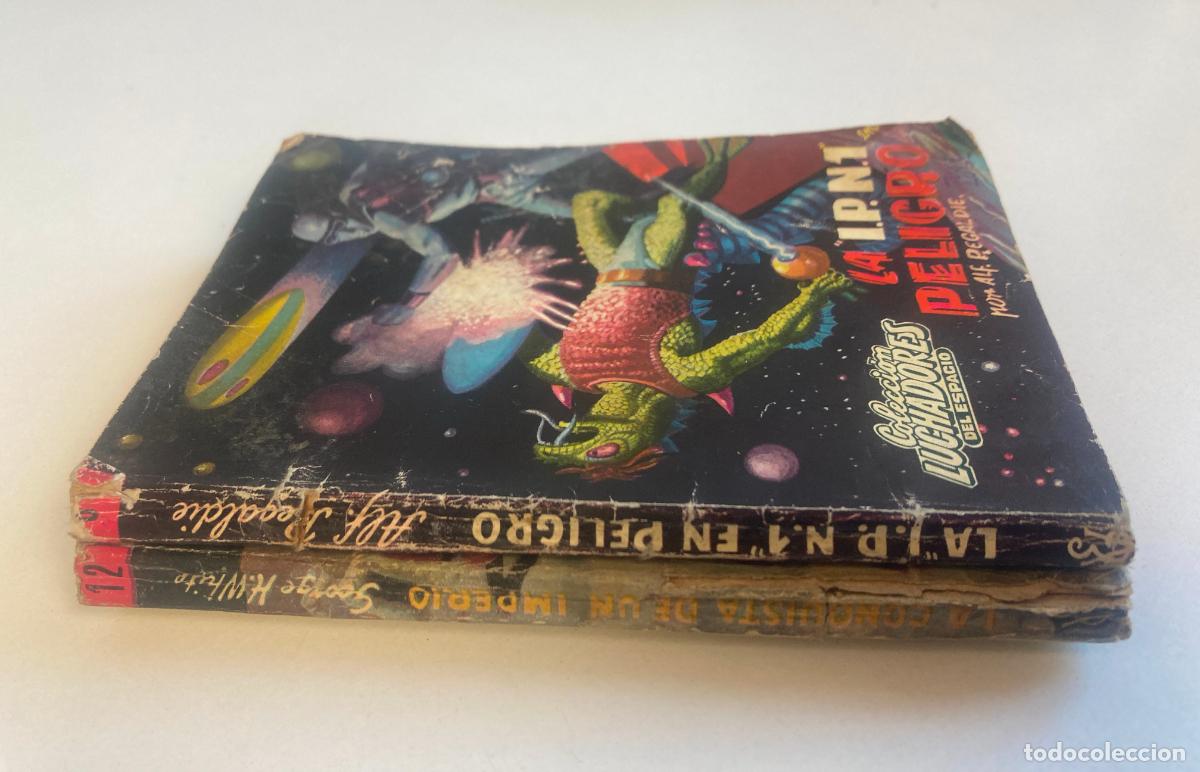 LA "I.P. N.1"
PELIGRO
por ALF. REGALDIE.
Colección
LUCHADORES
DEL ESPACIO
LA "I.P. N.1" EN PELIGRO Alf. Regaldie
LA CONQUISTA DE UN IMPERIO George H. White 12
todocoleccion